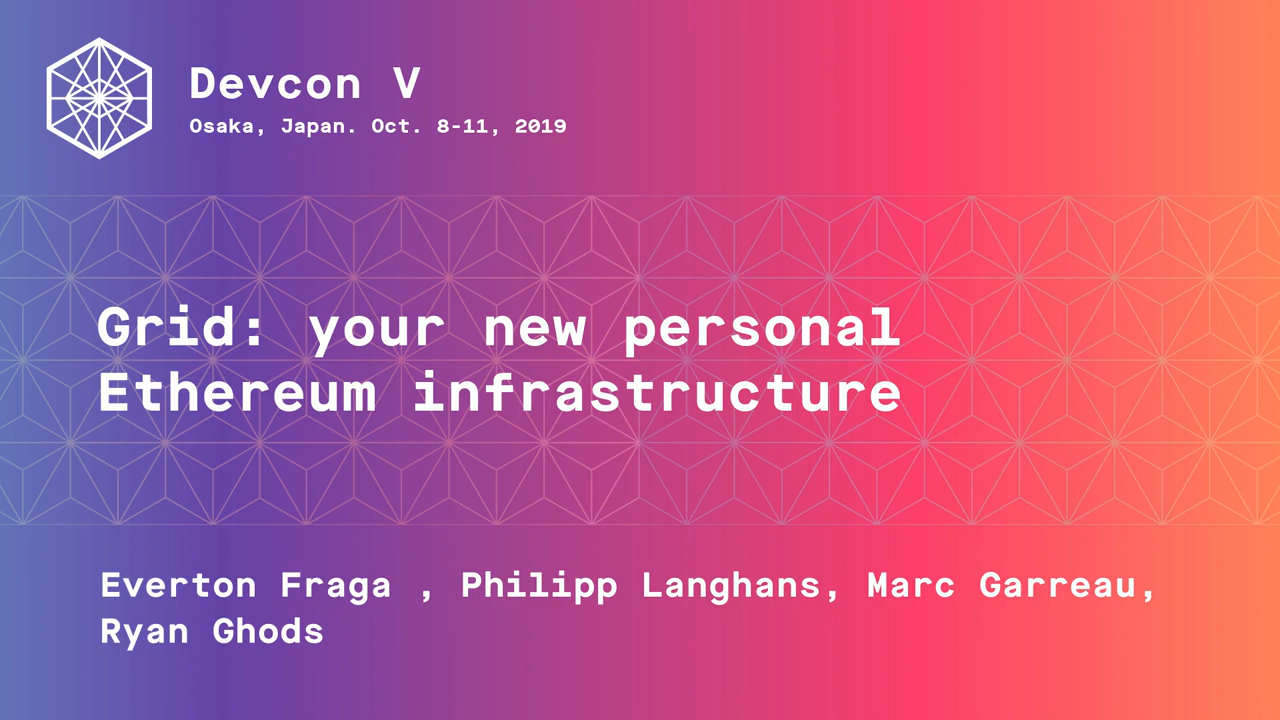 Devcon V
Osaka, Japan. Oct. 8-11, 2019
Grid: your new personal
Ethereum infrastructure
Everton Fraga , Philipp Langhans, Marc Garreau,
Ryan Ghods